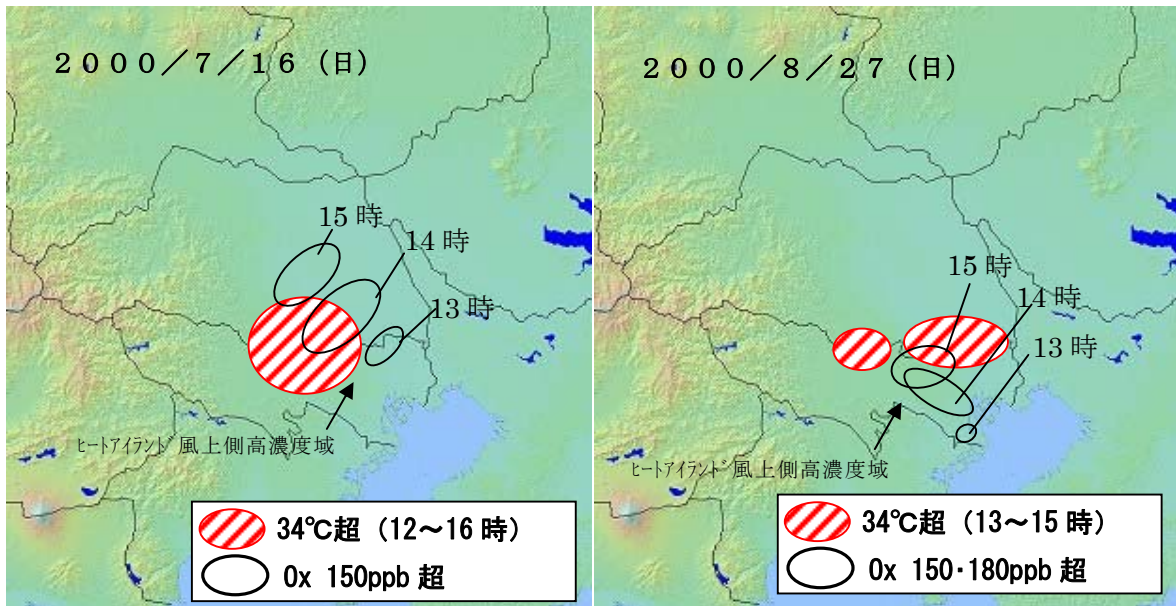 ２０００／７／１６（日）
15 時
14 時
13 時
ﾋｰﾄｱｲﾗﾝﾄﾞ風上側高濃度域
34℃超（12～16 時）
0x 150ppb 超
２０００／８／２７（日）
15 時
14 時
13 時
ﾋｰﾄｱｲﾗﾝﾄﾞ風上側高濃度域
34℃超（13～15 時）
0x 150･180ppb 超